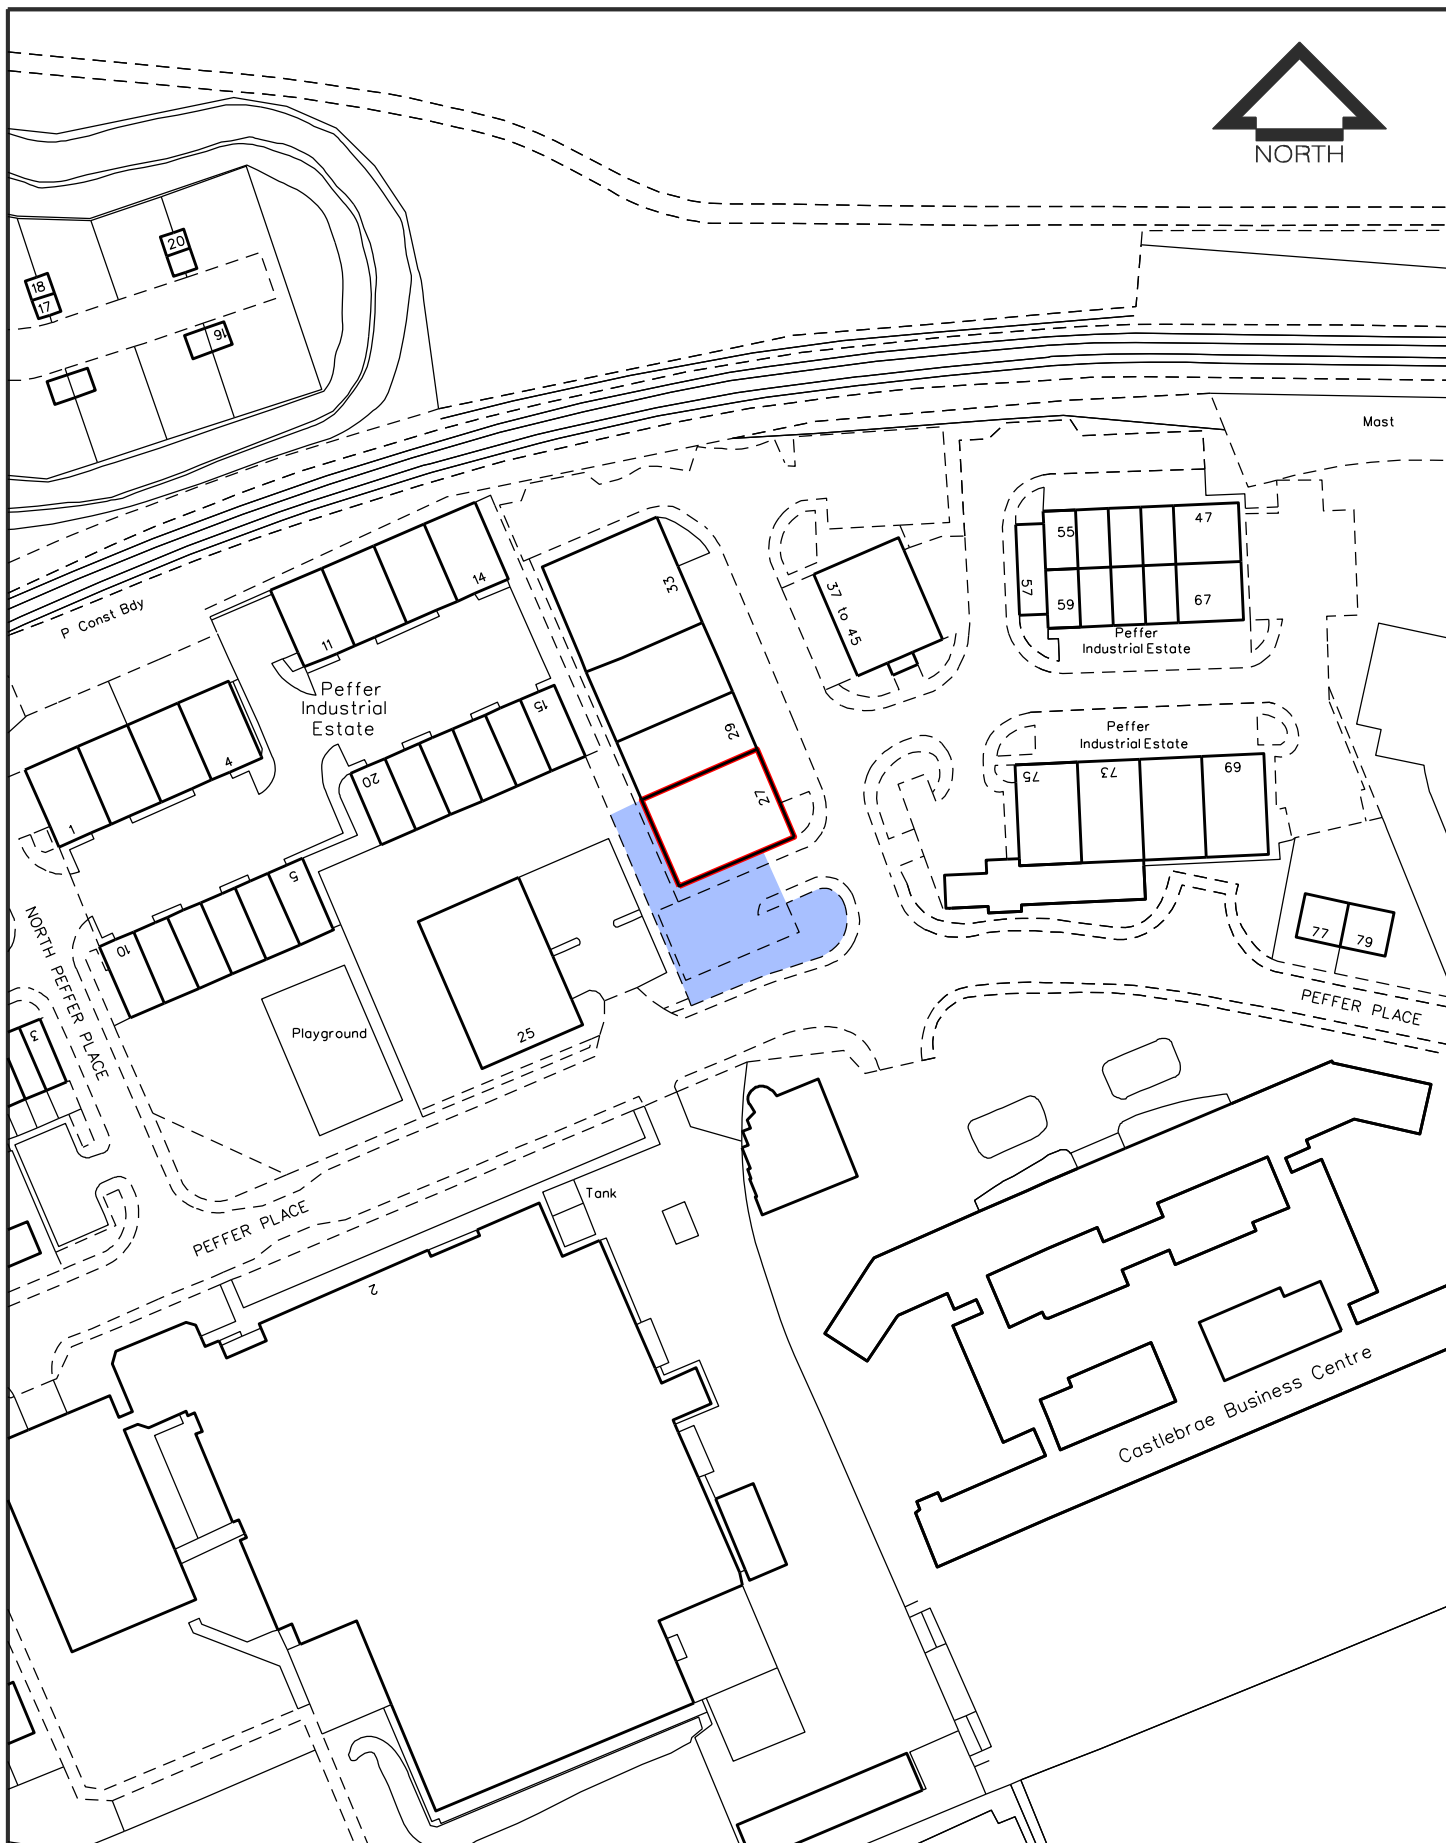 NORTH
20
18
17
16
Mast
47
55
57
59
67
Peffer
Industrial Estate
14
11
P Const Bdy
33
37 to 45
Peffer
Industrial
Estate
15
20
29
27
4
1
Peffer
Industrial Estate
75
73
69
5
10
NORTH PEFFER PLACE
77
79
PEFFER PLACE
3
Playground
25
Tank
PEFFER PLACE
2
Castlebrae Business Centre